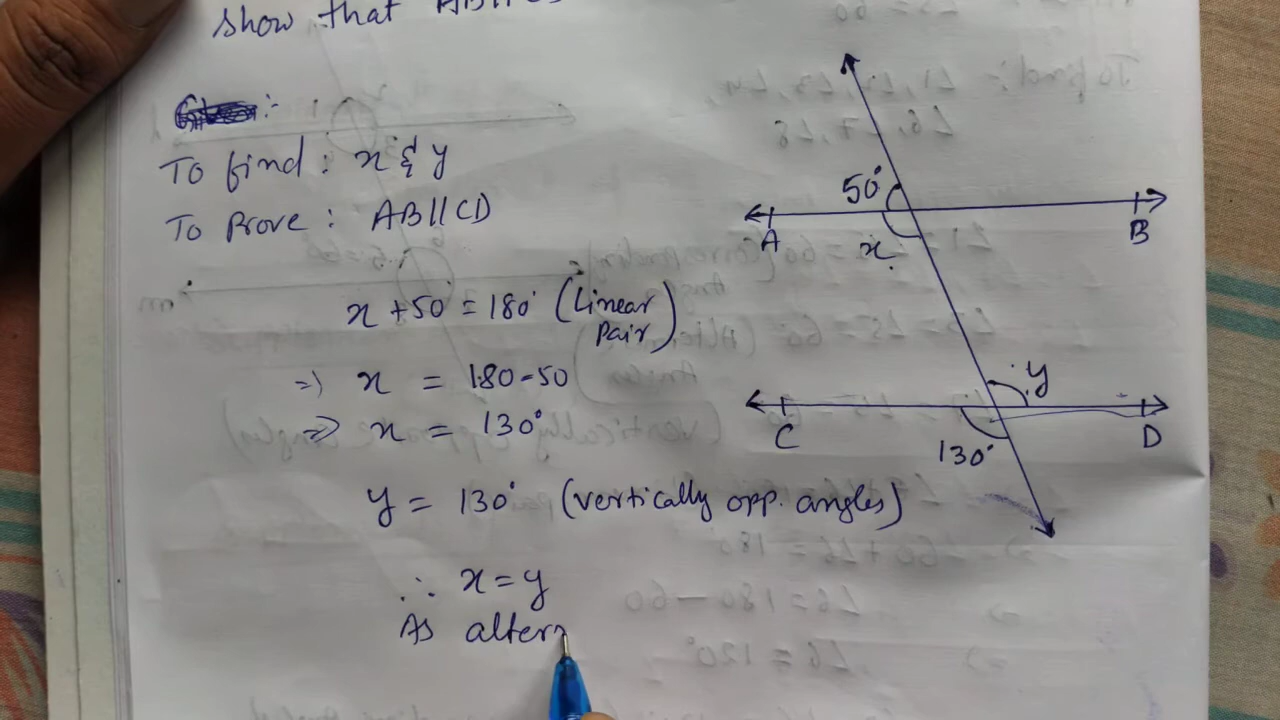 show that AB||C
To find : x & y
To Prove : AB||CD
x + 50 = 180° (Linear
pair)
=> x = 180-50
=> x = 130°
y = 130° (vertically opp. angles)
∴ x = y
As altern
50°
A
B
x
y
C
D
130°